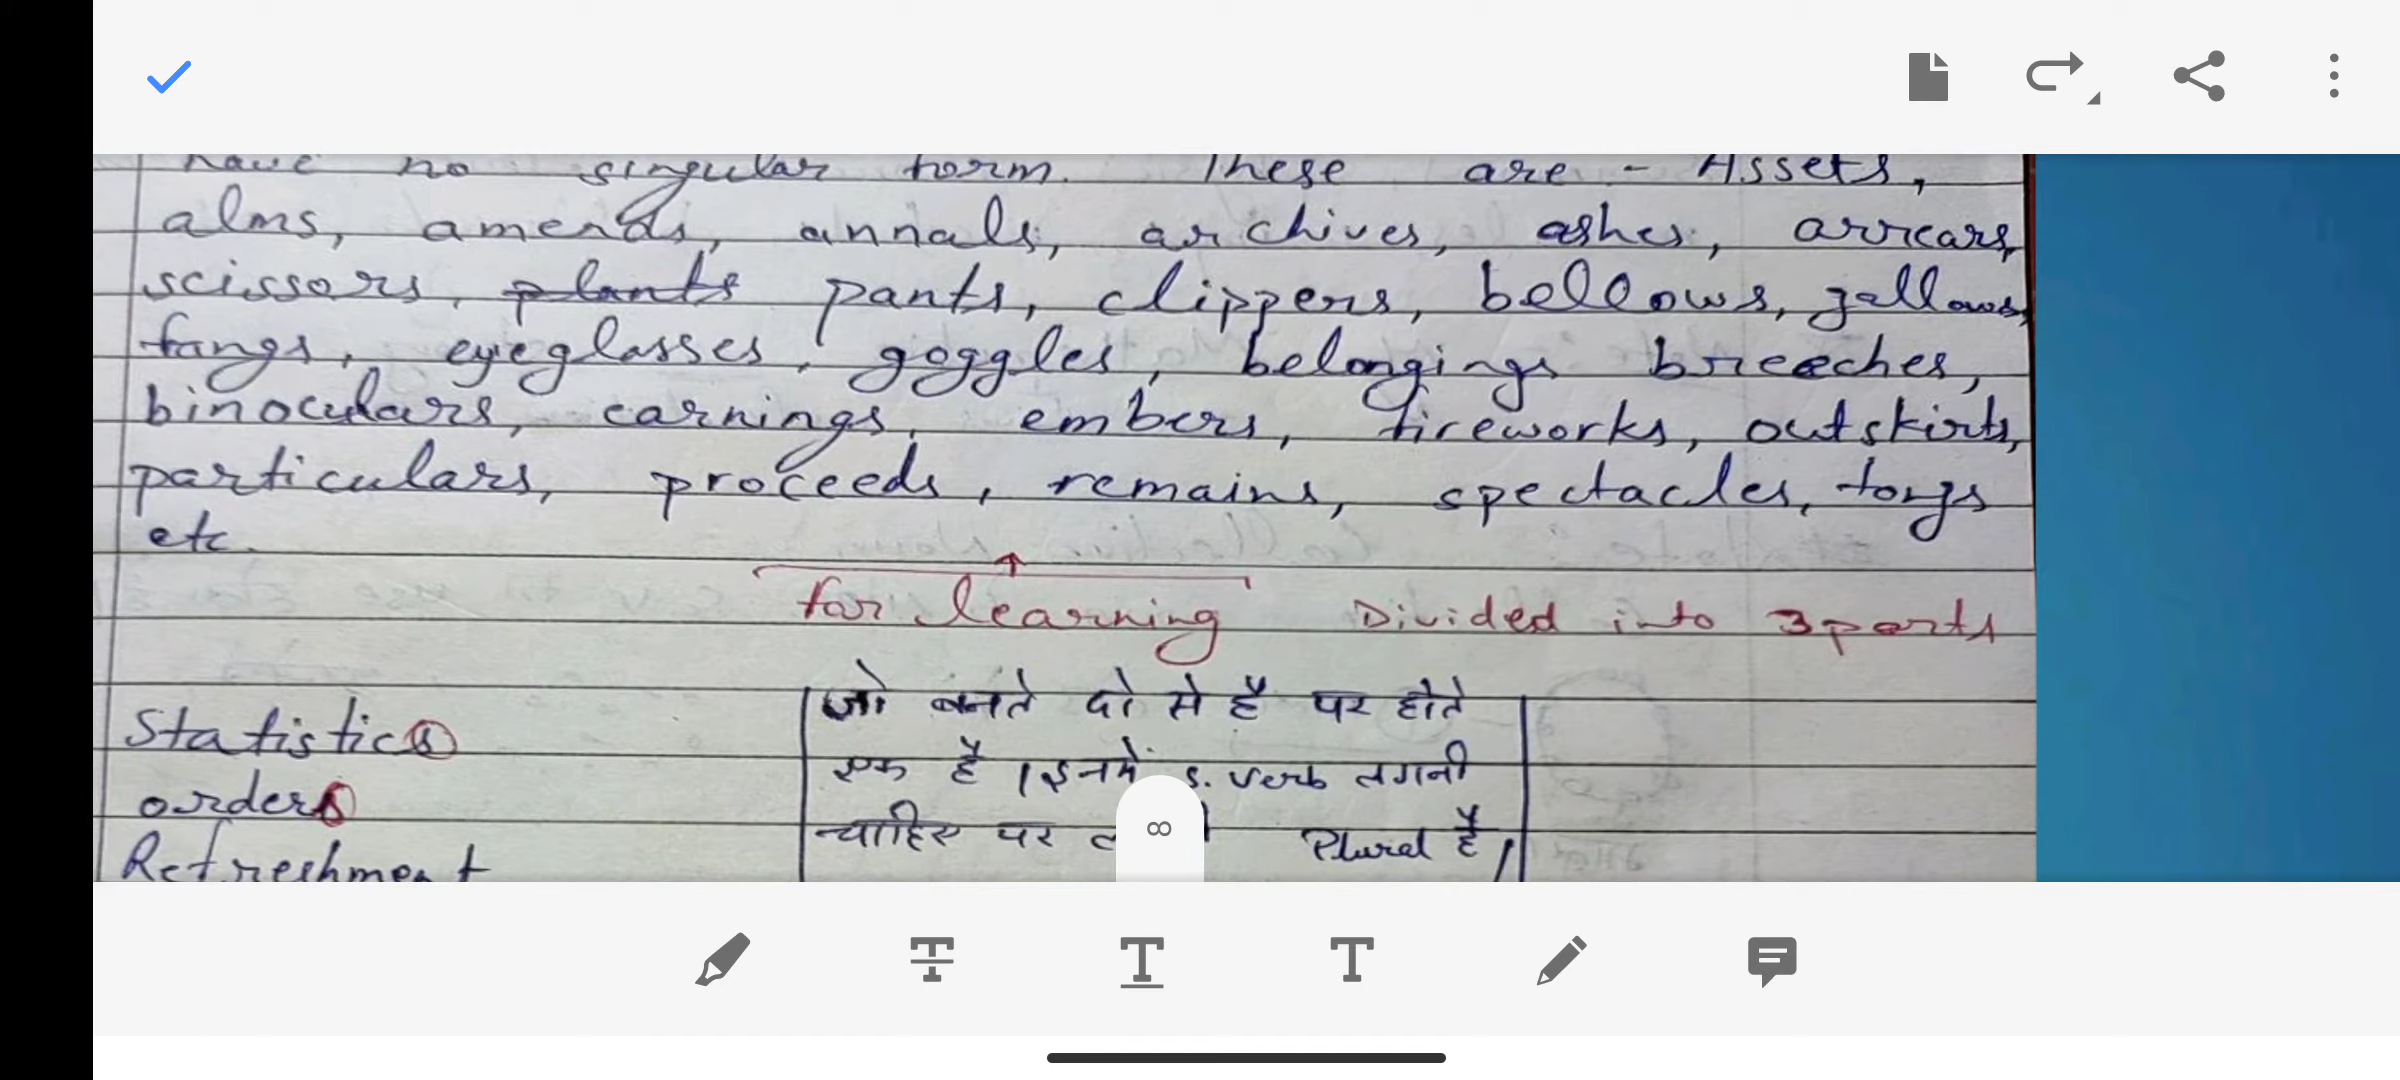 have no singular form. These are - Assets,
alms, amends, annals, archives, ashes, arrears,
scissors, plants pants, clippers, bellows, gallows,
fangs, eyeglasses, goggles, belongings breeches,
binoculars, earnings, embers, fireworks, outskirts,
particulars, proceeds, remains, spectacles, tongs
etc.
for learning Divided into 3 parts
Statistics
orders
Refreshment
जो बनते दो से है पर होते
एक है। इनमें s. verb लगनी
चाहिए पर Plural है।